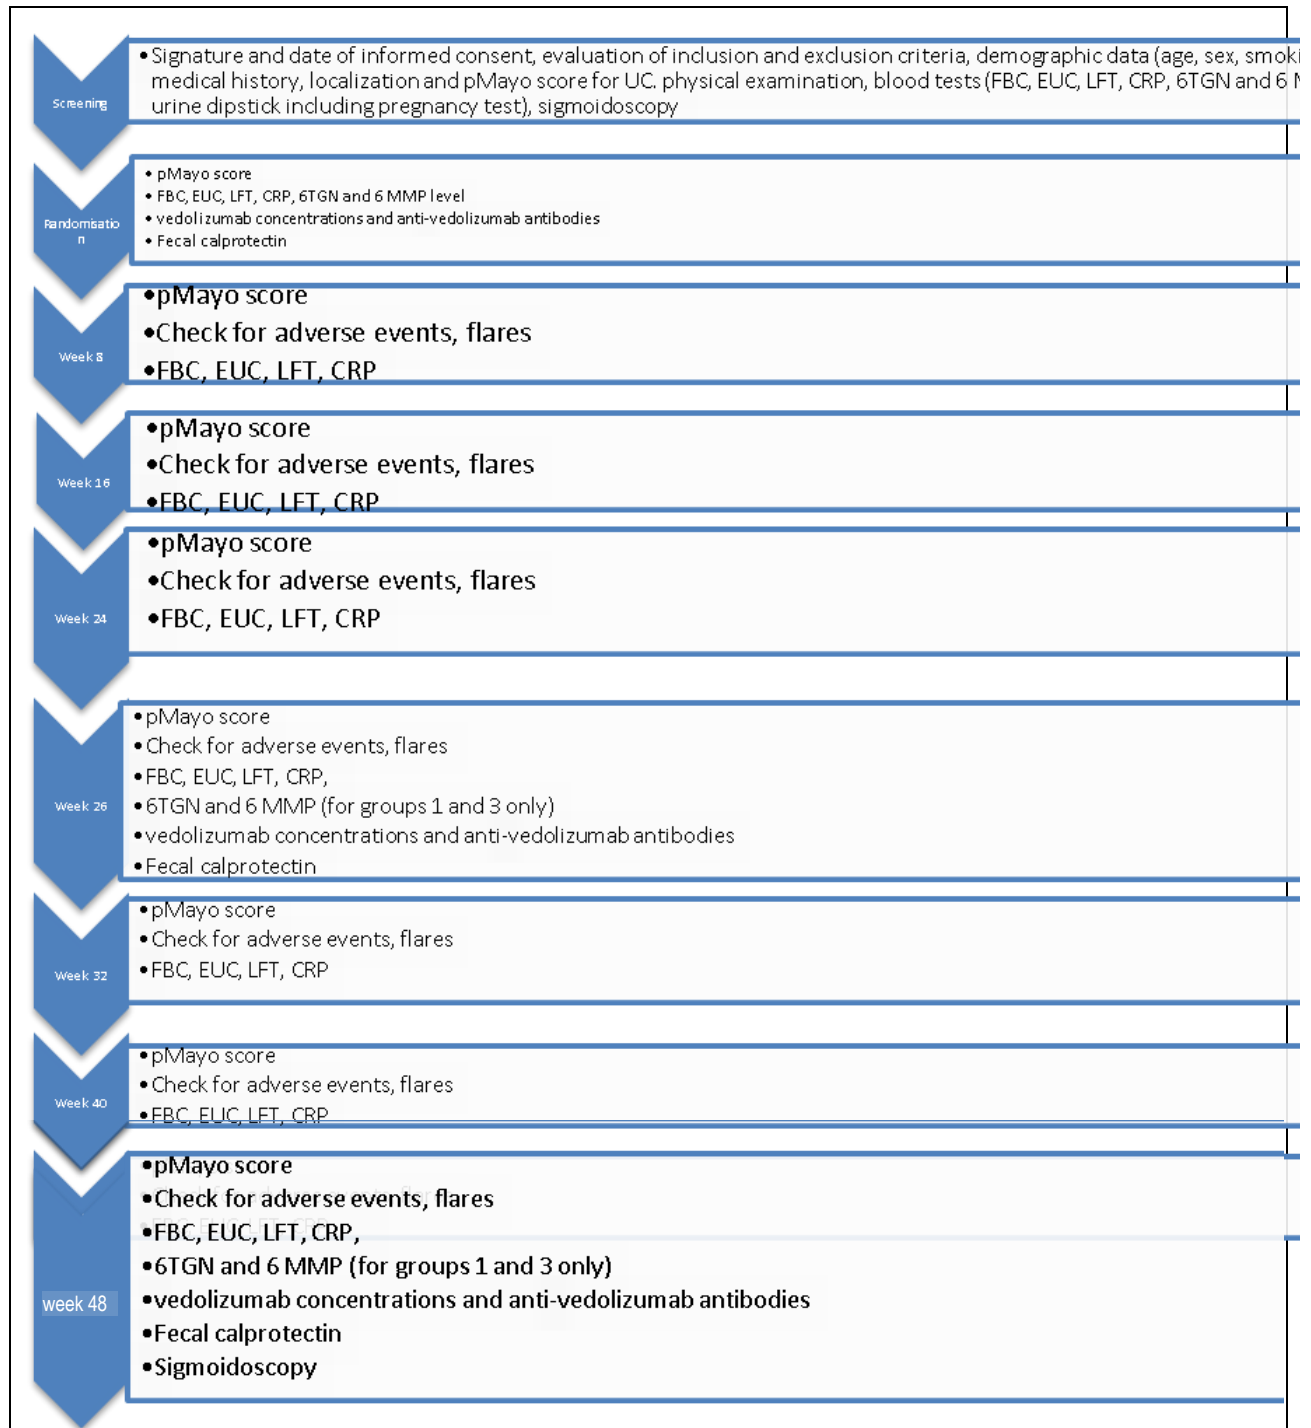 Screening
• Signature and date of informed consent, evaluation of inclusion and exclusion criteria, demographic data (age, sex, smoki
medical history, localization and pMayo score for UC. physical examination, blood tests (FBC, EUC, LFT, CRP, 6TGN and 6
urine dipstick including pregnancy test), sigmoidoscopy
Randomisatio
n
• pMayo score
• FBC, EUC, LFT, CRP, 6TGN and 6 MMP level
• vedolizumab concentrations and anti-vedolizumab antibodies
• Fecal calprotectin
Week 8
•pMayo score
•Check for adverse events, flares
•FBC, EUC, LFT, CRP
Week 16
•pMayo score
•Check for adverse events, flares
•FBC, EUC, LFT, CRP
Week 24
•pMayo score
•Check for adverse events, flares
•FBC, EUC, LFT, CRP
Week 26
• pMayo score
• Check for adverse events, flares
• FBC, EUC, LFT, CRP,
• 6TGN and 6 MMP (for groups 1 and 3 only)
• vedolizumab concentrations and anti-vedolizumab antibodies
• Fecal calprotectin
Week 32
• pMayo score
• Check for adverse events, flares
• FBC, EUC, LFT, CRP
Week 40
• pMayo score
• Check for adverse events, flares
• FBC, EUC, LFT, CRP
week 48
•pMayo score
•Check for adverse events, flares
•FBC, EUC, LFT, CRP,
•6TGN and 6 MMP (for groups 1 and 3 only)
•vedolizumab concentrations and anti-vedolizumab antibodies
•Fecal calprotectin
•Sigmoidoscopy